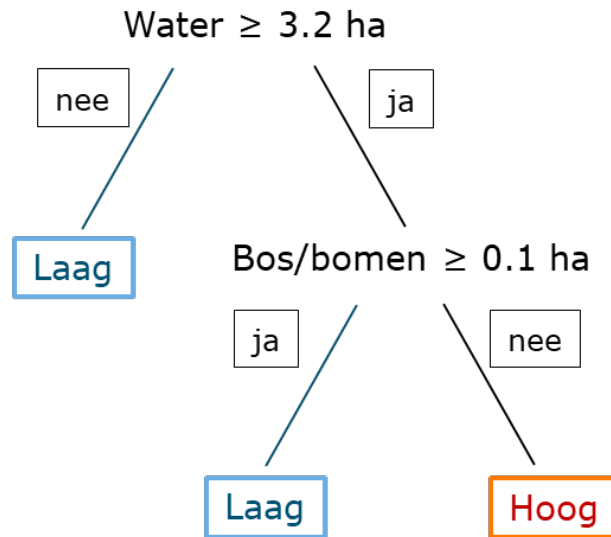 Water ≥ 3.2 ha
nee
ja
Laag
Bos/bomen ≥ 0.1 ha
ja
nee
Laag
Hoog